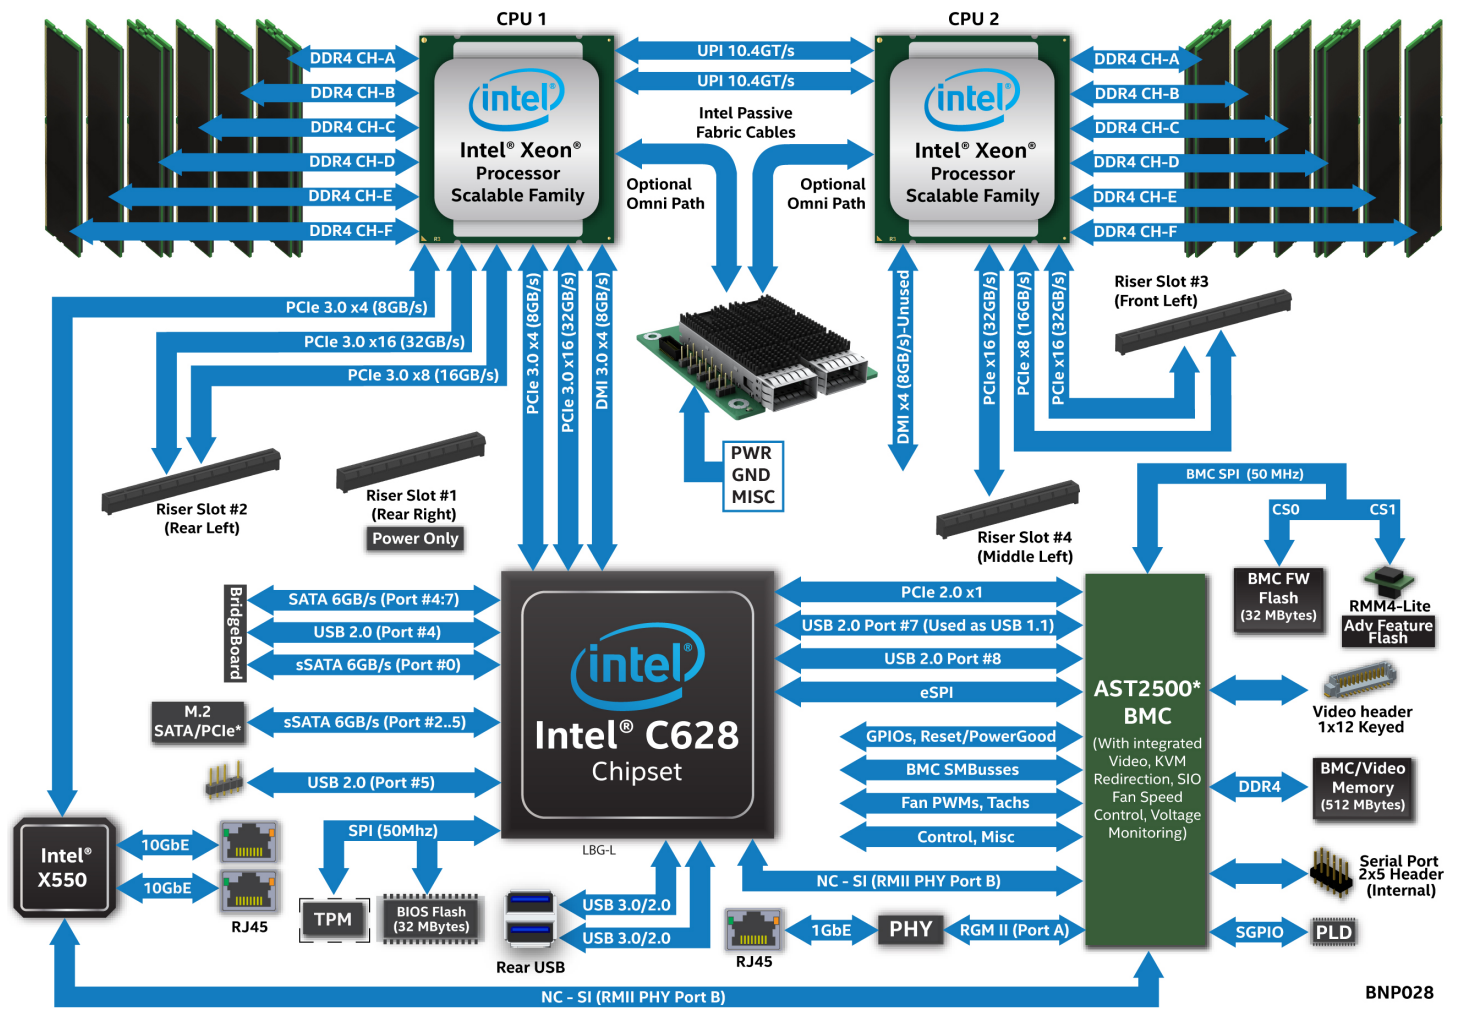 CPU 1
CPU 2
DDR4 CH-A
DDR4 CH-B
DDR4 CH-C
DDR4 CH-D
DDR4 CH-E
DDR4 CH-F
intel®
Intel® Xeon®
Processor
Scalable Family
R3
UPI 10.4GT/s
UPI 10.4GT/s
Intel Passive
Fabric Cables
Optional
Omni Path
Optional
Omni Path
intel®
Intel® Xeon®
Processor
Scalable Family
R3
DDR4 CH-A
DDR4 CH-B
DDR4 CH-C
DDR4 CH-D
DDR4 CH-E
DDR4 CH-F
PCIe 3.0 x4 (8GB/s)
PCIe 3.0 x16 (32GB/s)
PCIe 3.0 x8 (16GB/s)
PCIe 3.0 x4 (8GB/s)
PCIe 3.0 x16 (32GB/s)
DMI 3.0 x4 (8GB/s)
DMI x4 (8GB/s)-Unused
PCIe x16 (32GB/s)
PCIe x8 (16GB/s)
PCIe x16 (32GB/s)
Riser Slot #3
(Front Left)
PWR
GND
MISC
Riser Slot #2
(Rear Left)
Riser Slot #1
(Rear Right)
Power Only
Riser Slot #4
(Middle Left)
BMC SPI (50 MHz)
CS0
CS1
BMC FW
Flash
(32 MBytes)
RMM4-Lite
Adv Feature
Flash
BridgeBoard
SATA 6GB/s (Port #4:7)
USB 2.0 (Port #4)
sSATA 6GB/s (Port #0)
M.2
SATA/PCIe*
sSATA 6GB/s (Port #2..5)
USB 2.0 (Port #5)
SPI (50Mhz)
intel®
Intel® C628
Chipset
LBG-L
PCIe 2.0 x1
USB 2.0 Port #7 (Used as USB 1.1)
USB 2.0 Port #8
eSPI
GPIOs, Reset/PowerGood
BMC SMBusses
Fan PWMs, Tachs
Control, Misc
NC - SI (RMII PHY Port B)
AST2500*
BMC
(With integrated
Video, KVM
Redirection, SIO
Fan Speed
Control, Voltage
Monitoring)
Video header
1x12 Keyed
DDR4
BMC/Video
Memory
(512 MBytes)
Serial Port
2x5 Header
(Internal)
SGPIO
PLD
Intel®
X550
10GbE
10GbE
RJ45
TPM
BIOS Flash
(32 MBytes)
USB 3.0/2.0
USB 3.0/2.0
Rear USB
RJ45
1GbE
PHY
RGM II (Port A)
NC - SI (RMII PHY Port B)
BNP028